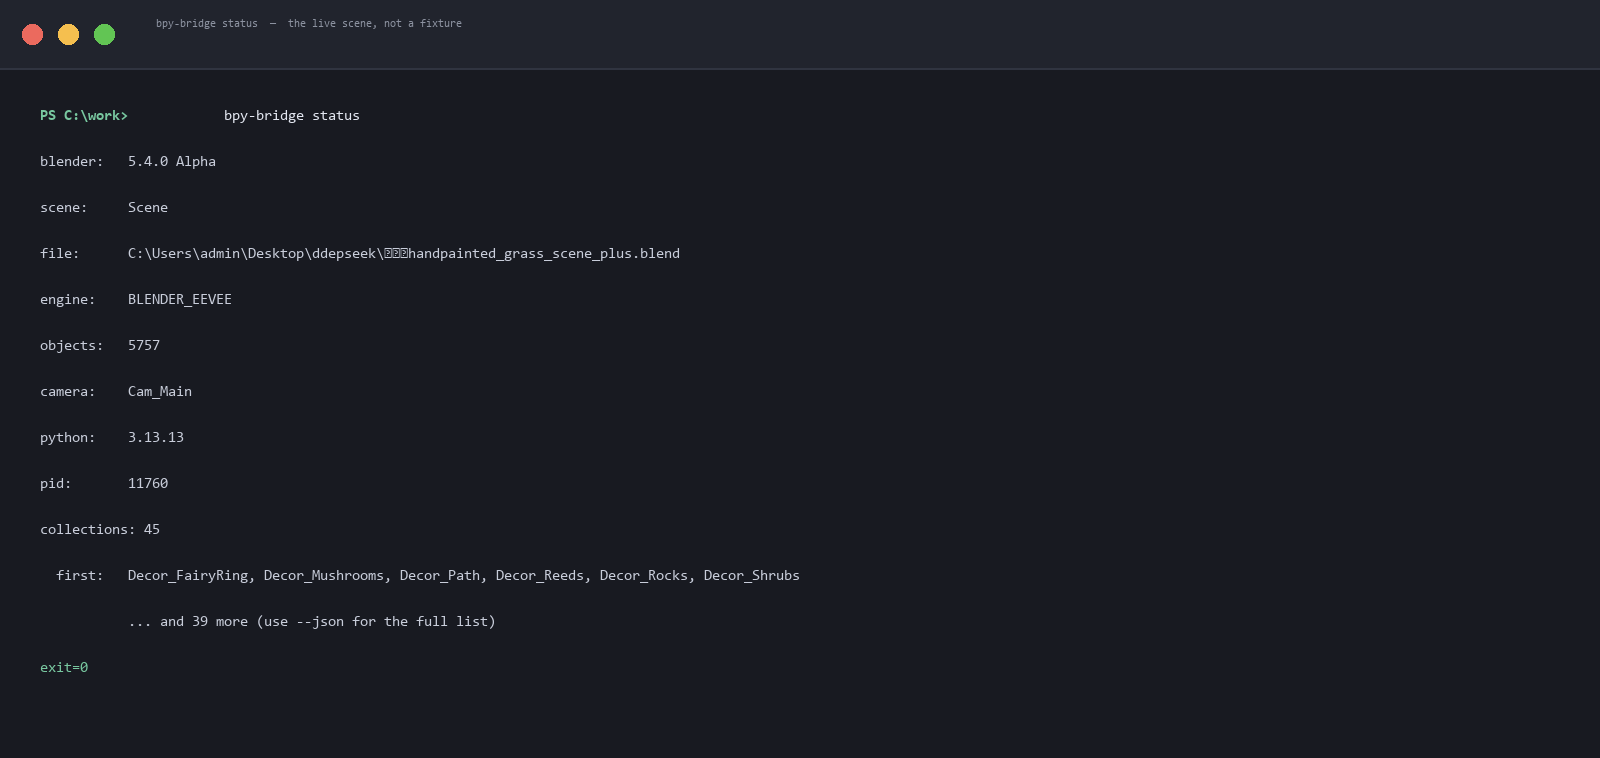 bpy-bridge status — the live scene, not a fixture
PS C:\work> bpy-bridge status
blender: 5.4.0 Alpha
scene: Scene
file: C:\Users\admin\Desktop\ddepseek\handpainted_grass_scene_plus.blend
engine: BLENDER_EEVEE
objects: 5757
camera: Cam_Main
python: 3.13.13
pid: 11760
collections: 45
first: Decor_FairyRing, Decor_Mushrooms, Decor_Path, Decor_Reeds, Decor_Rocks, Decor_Shrubs
... and 39 more (use --json for the full list)
exit=0